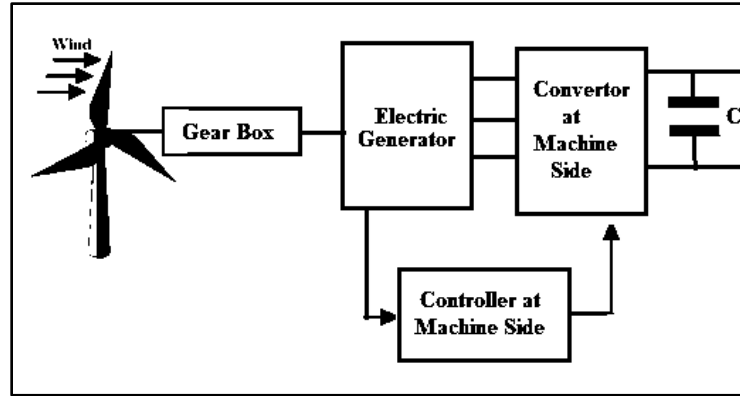 Wind
Gear Box
Electric
Generator
Convertor
at
Machine
Side
C
Controller at
Machine Side